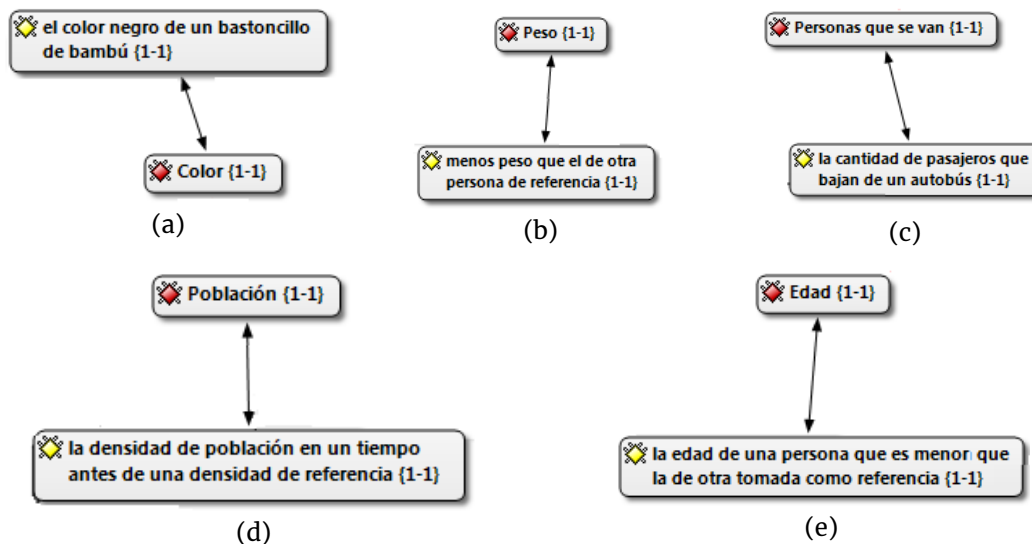 el color negro de un bastoncillo
de bambú {1-1}
Color {1-1}
(a)
Peso {1-1}
menos peso que el de otra
persona de referencia {1-1}
(b)
Personas que se van {1-1}
la cantidad de pasajeros que
bajan de un autobús {1-1}
(c)
Población {1-1}
la densidad de población en un tiempo
antes de una densidad de referencia {1-1}
(d)
Edad {1-1}
la edad de una persona que es menor que
la de otra tomada como referencia {1-1}
(e)